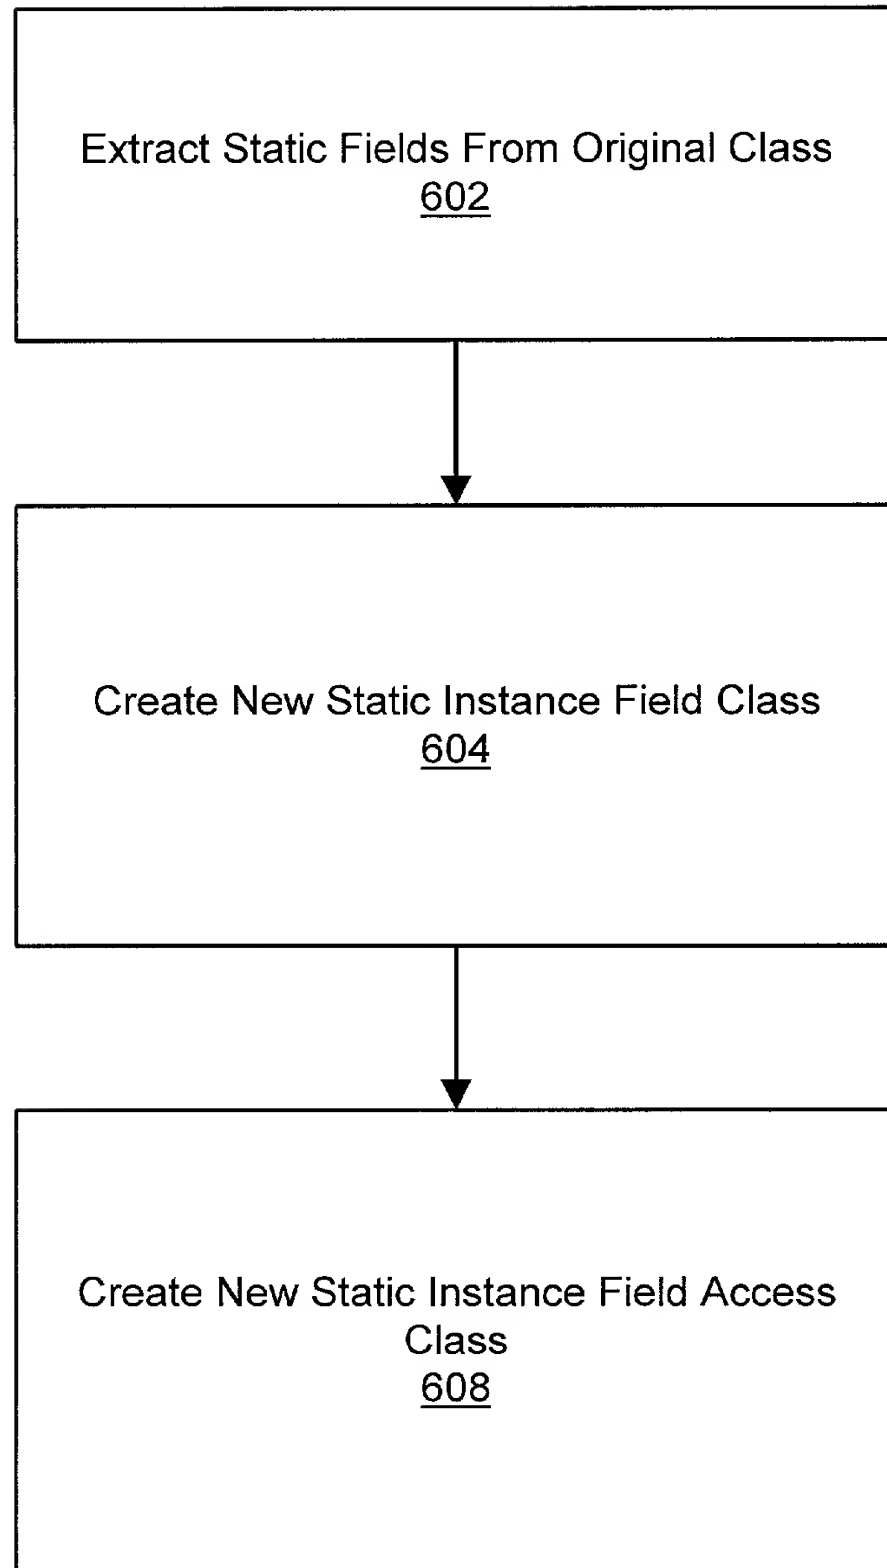 Extract Static Fields From Original Class
602
Create New Static Instance Field Class
604
Create New Static Instance Field Access
Class
608